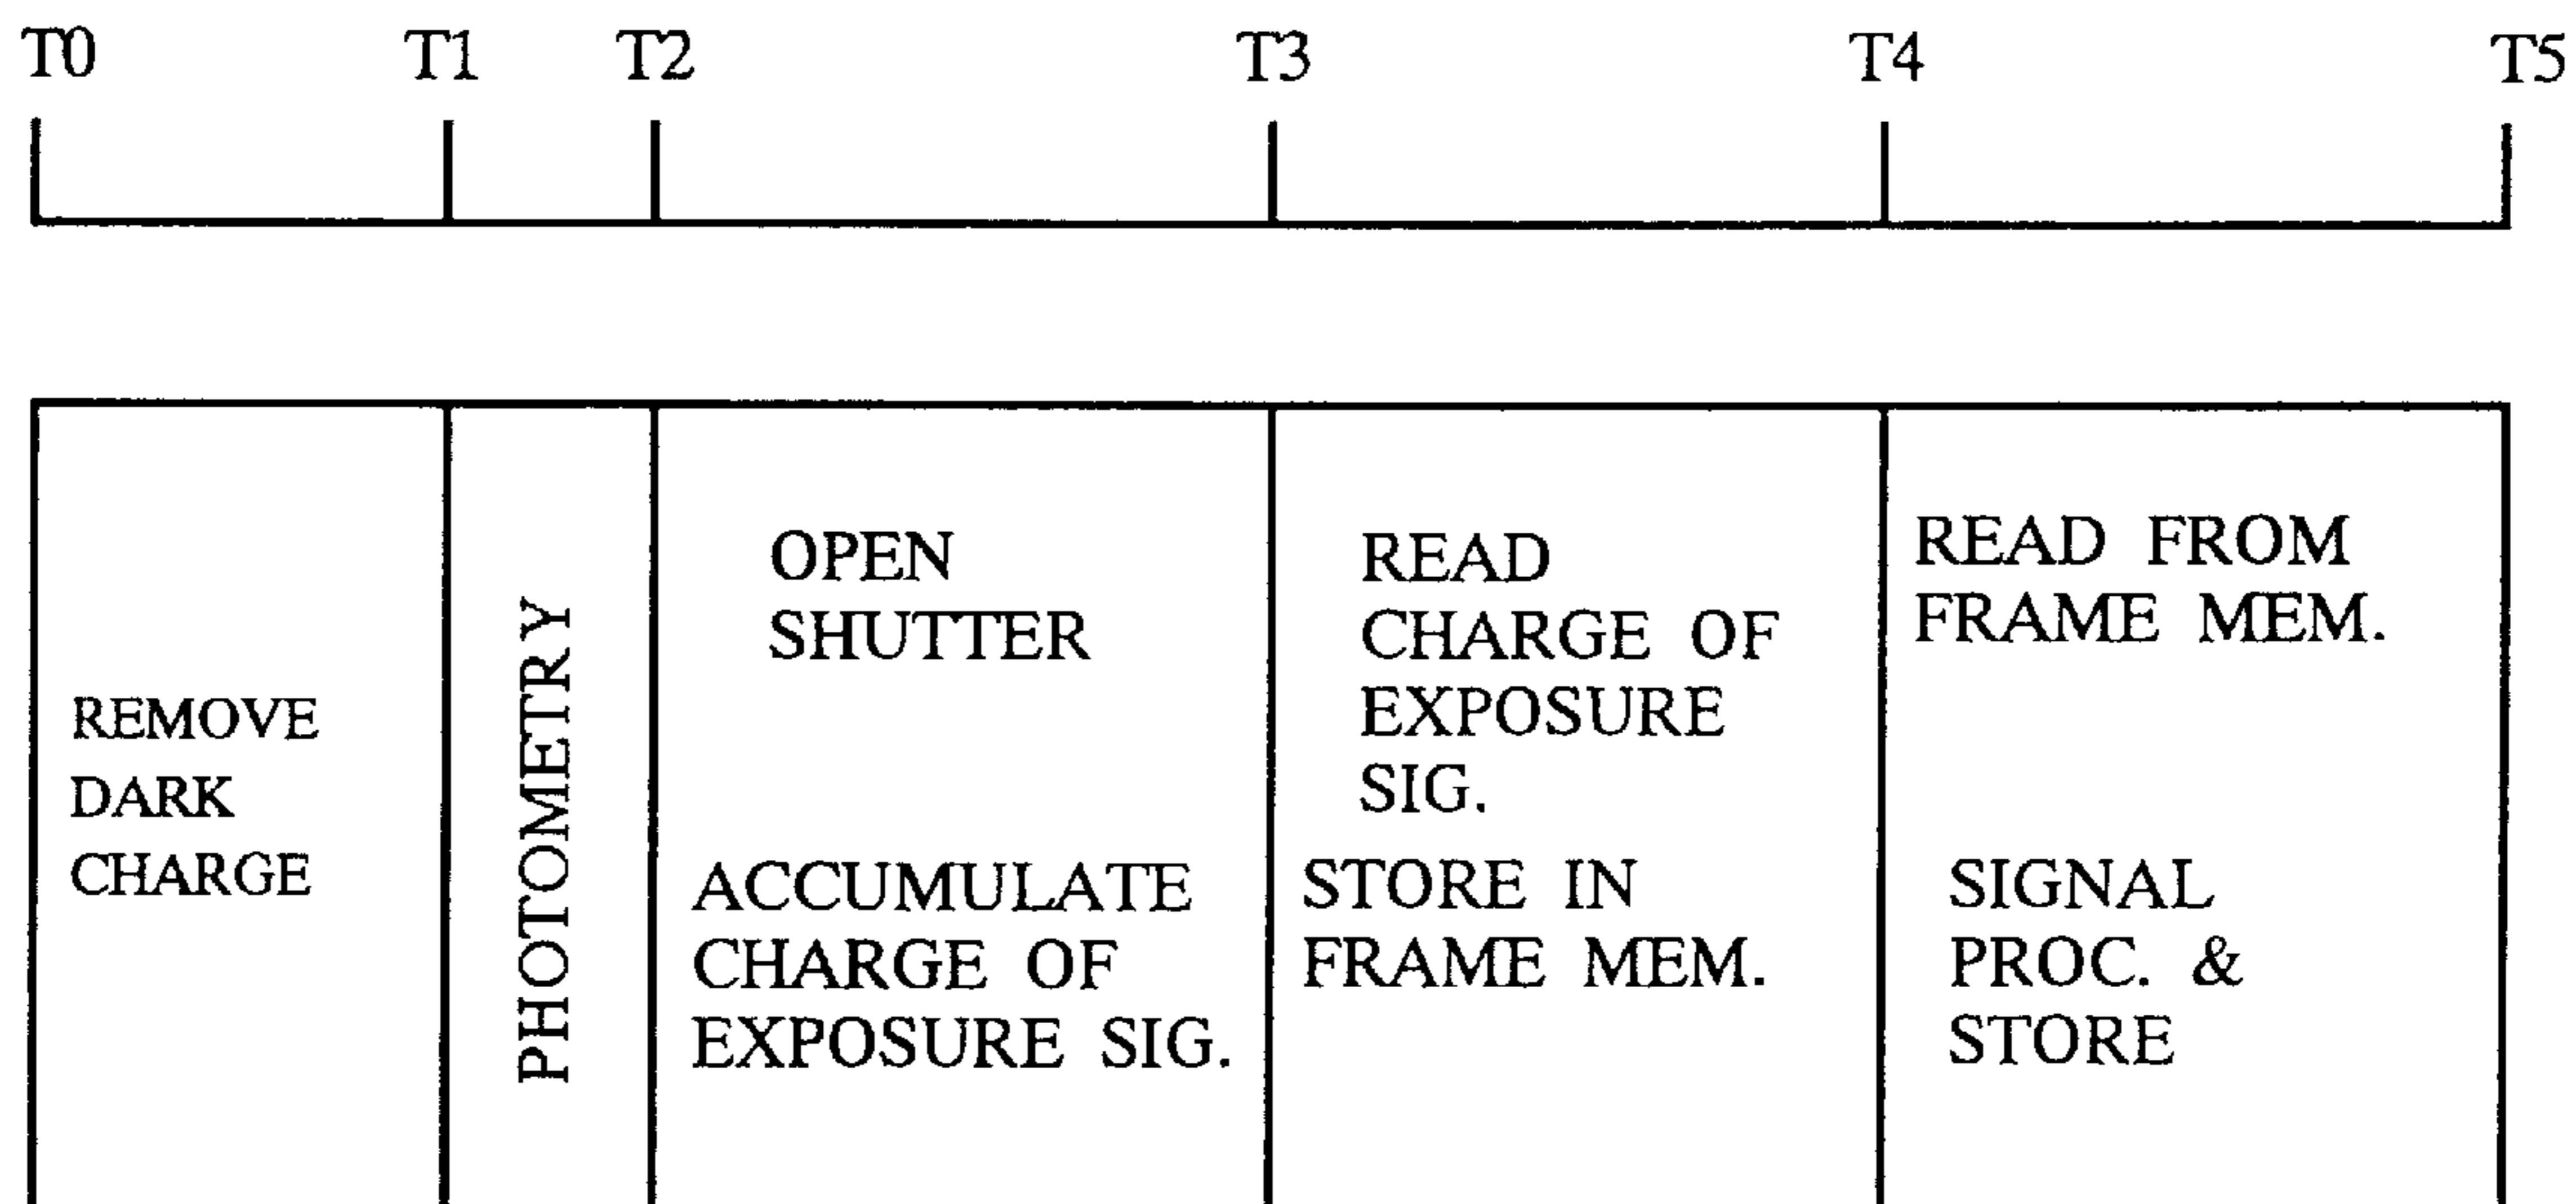 T0 T1 T2 T3 T4 T5
REMOVE
DARK
CHARGE
PHOTOMETRY
OPEN
SHUTTER
ACCUMULATE
CHARGE OF
EXPOSURE SIG.
READ
CHARGE OF
EXPOSURE
SIG.
STORE IN
FRAME MEM.
READ FROM
FRAME MEM.
SIGNAL
PROC. &
STORE